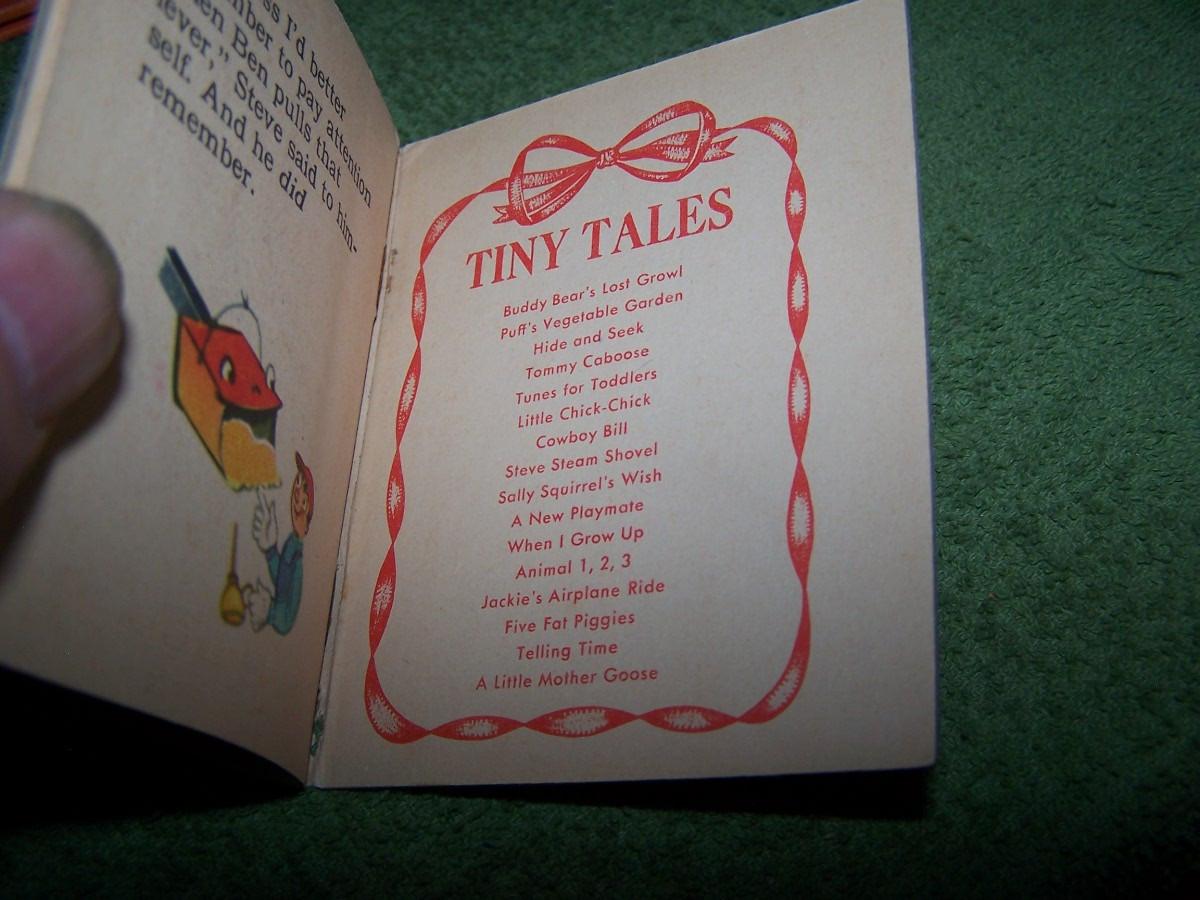 I'd better
to pay attention
Ben pulls that
Steve said to him-
self. And he did
remember.
TINY TALES
Buddy Bear's Lost Growl
Puff's Vegetable Garden
Hide and Seek
Tommy Caboose
Tunes for Toddlers
Little Chick-Chick
Cowboy Bill
Steve Steam Shovel
Sally Squirrel's Wish
A New Playmate
When I Grow Up
Animal 1, 2, 3
Jackie's Airplane Ride
Five Fat Piggies
Telling Time
A Little Mother Goose